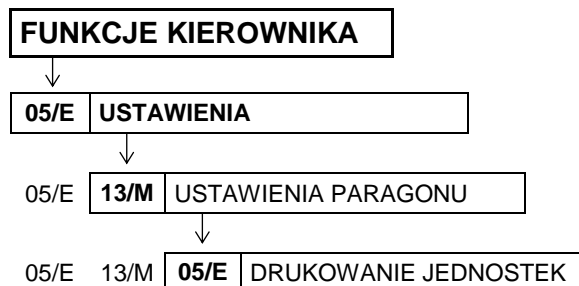 FUNKCJE KIEROWNIKA
05/E USTAWIENIA
05/E 13/M USTAWIENIA PARAGONU
05/E 13/M 05/E DRUKOWANIE JEDNOSTEK